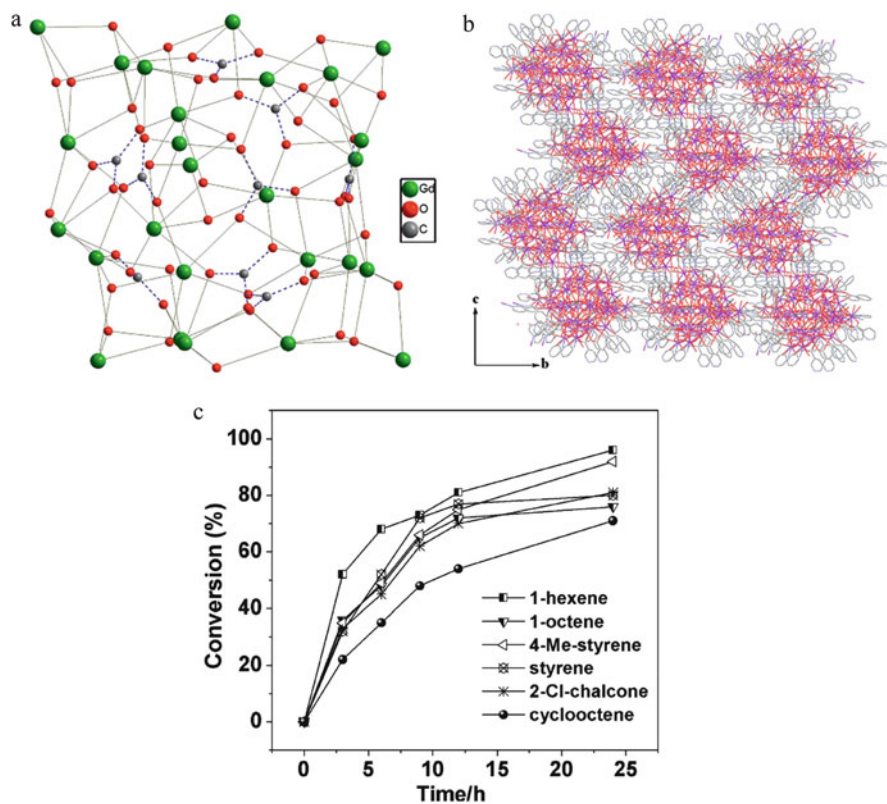 a
b
Gd
O
C
c
b
c
100
80
60
40
20
0
Conversion (%)
1-hexene
1-octene
4-Me-styrene
styrene
2-Cl-chalcone
cyclooctene
0 5 10 15 20 25
Time/h